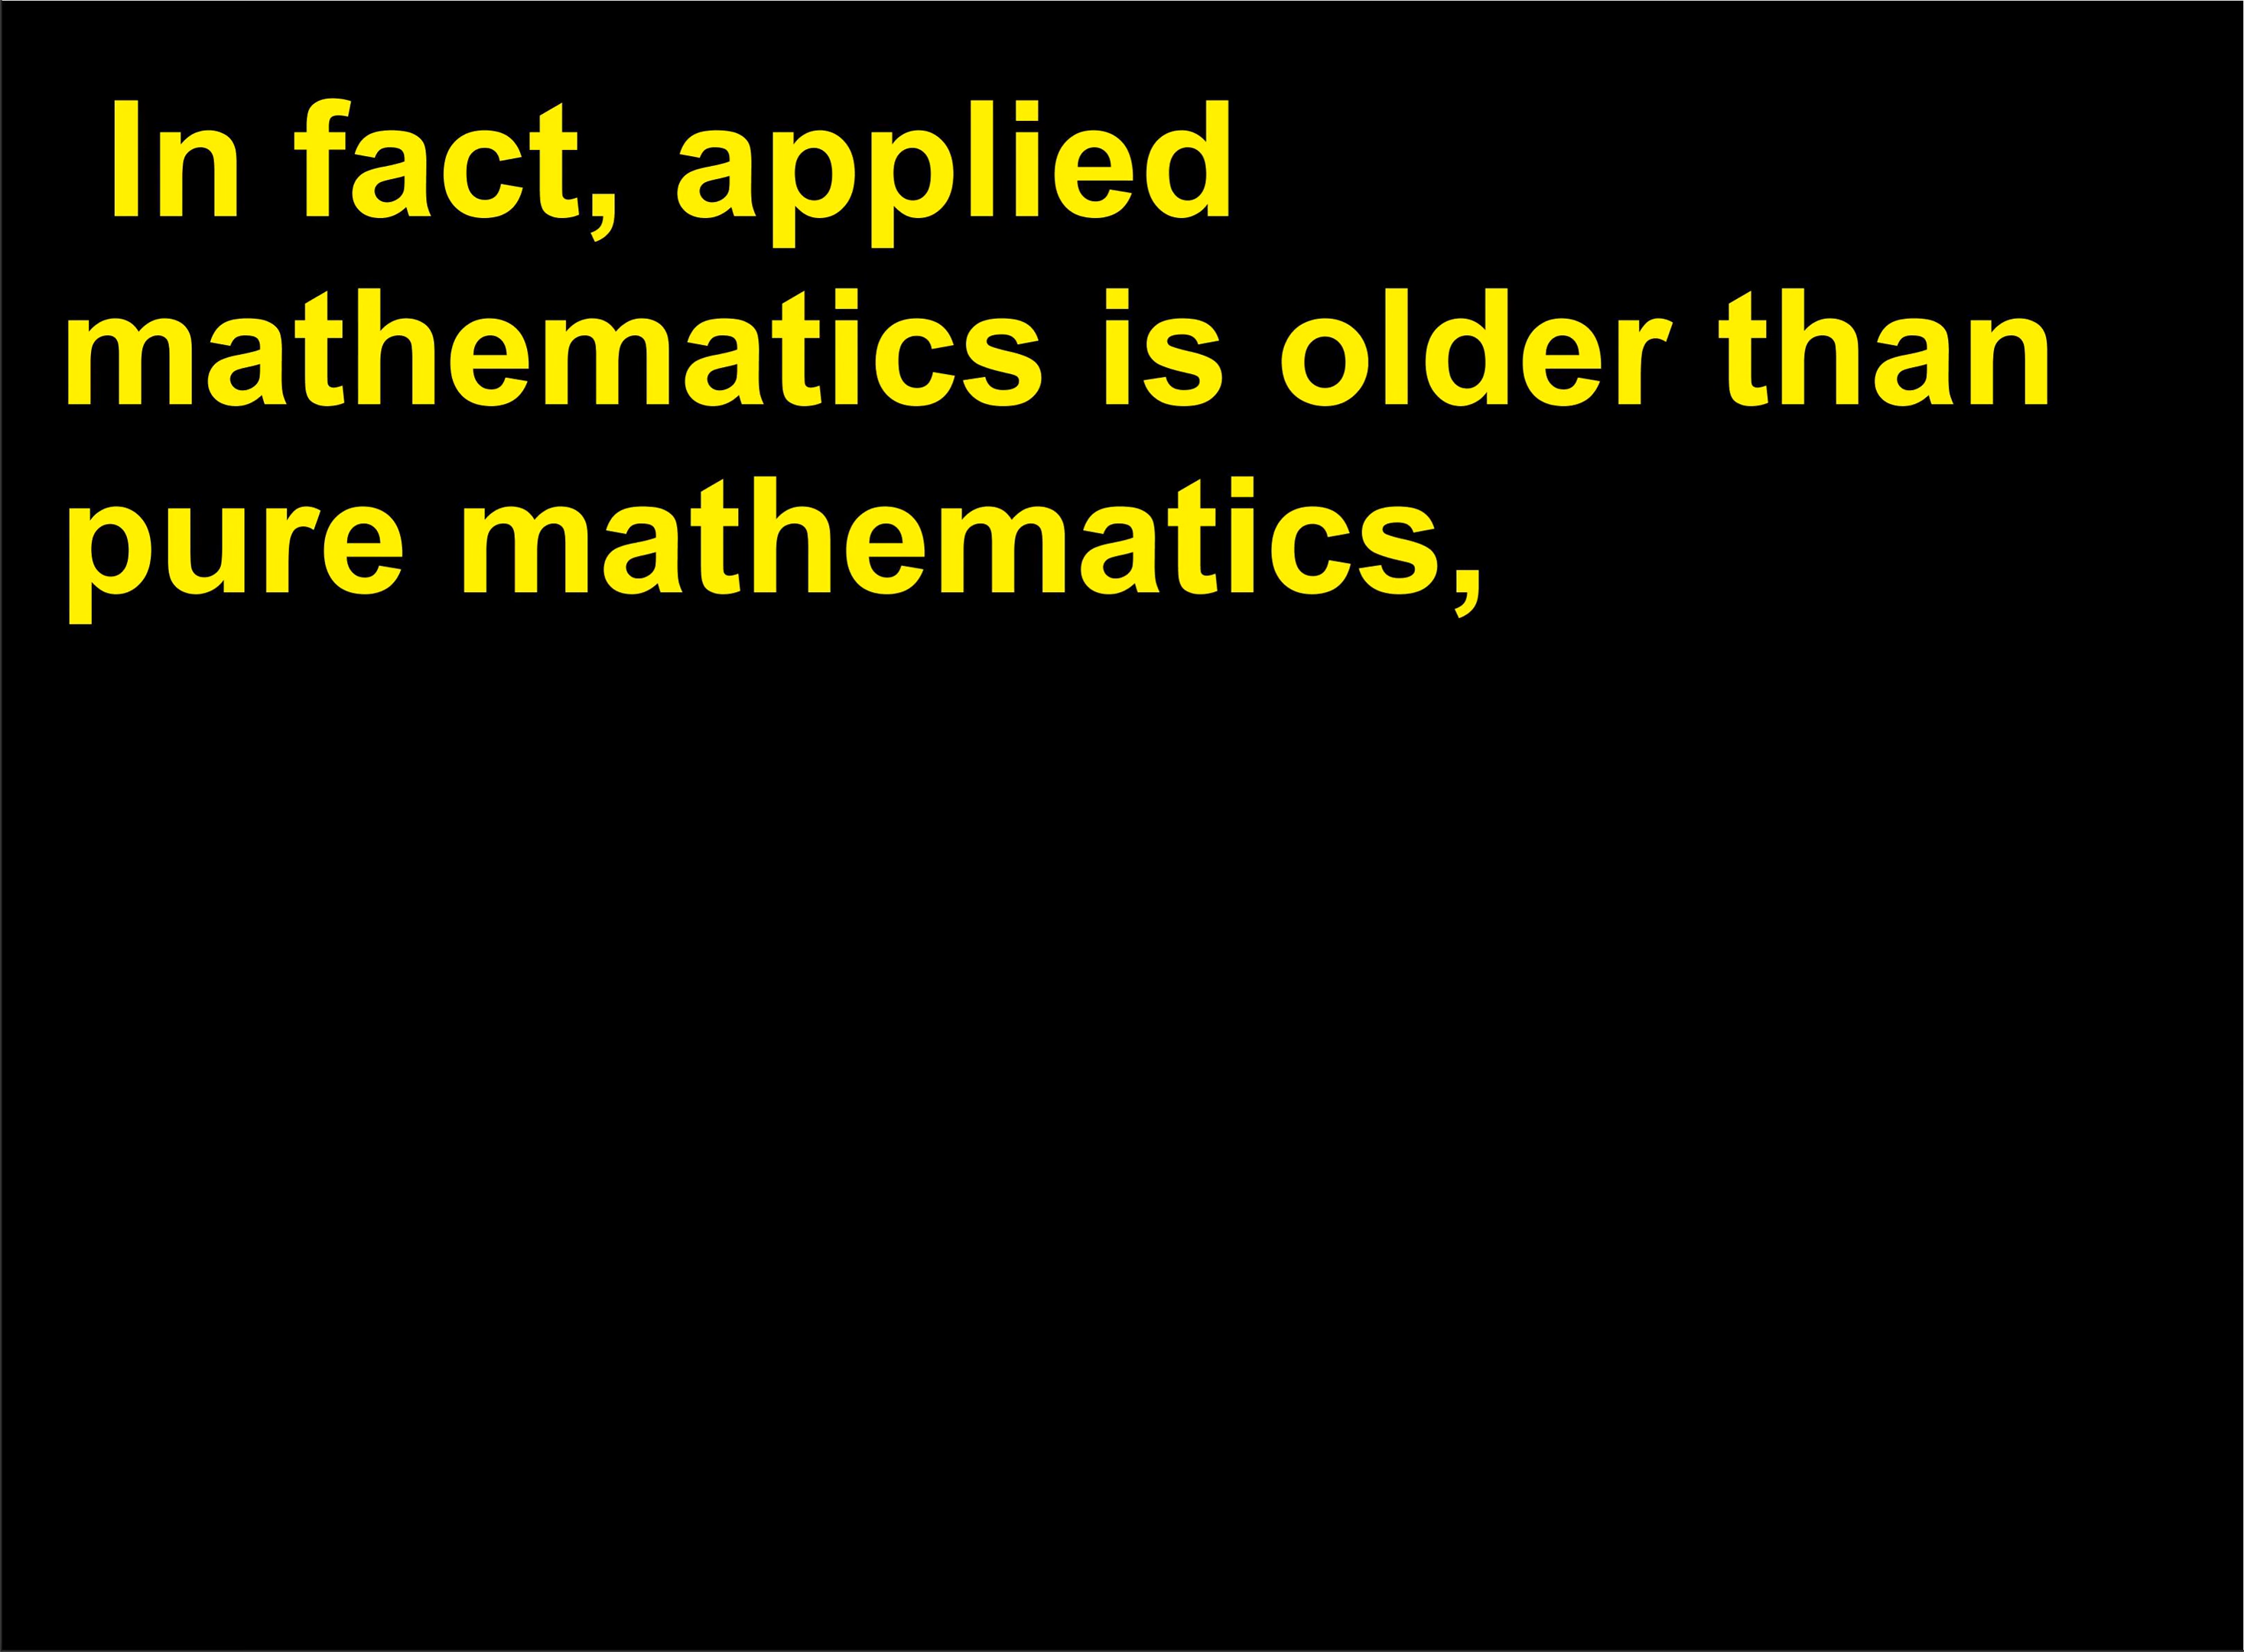 In fact, applied
mathematics is older than
pure mathematics,